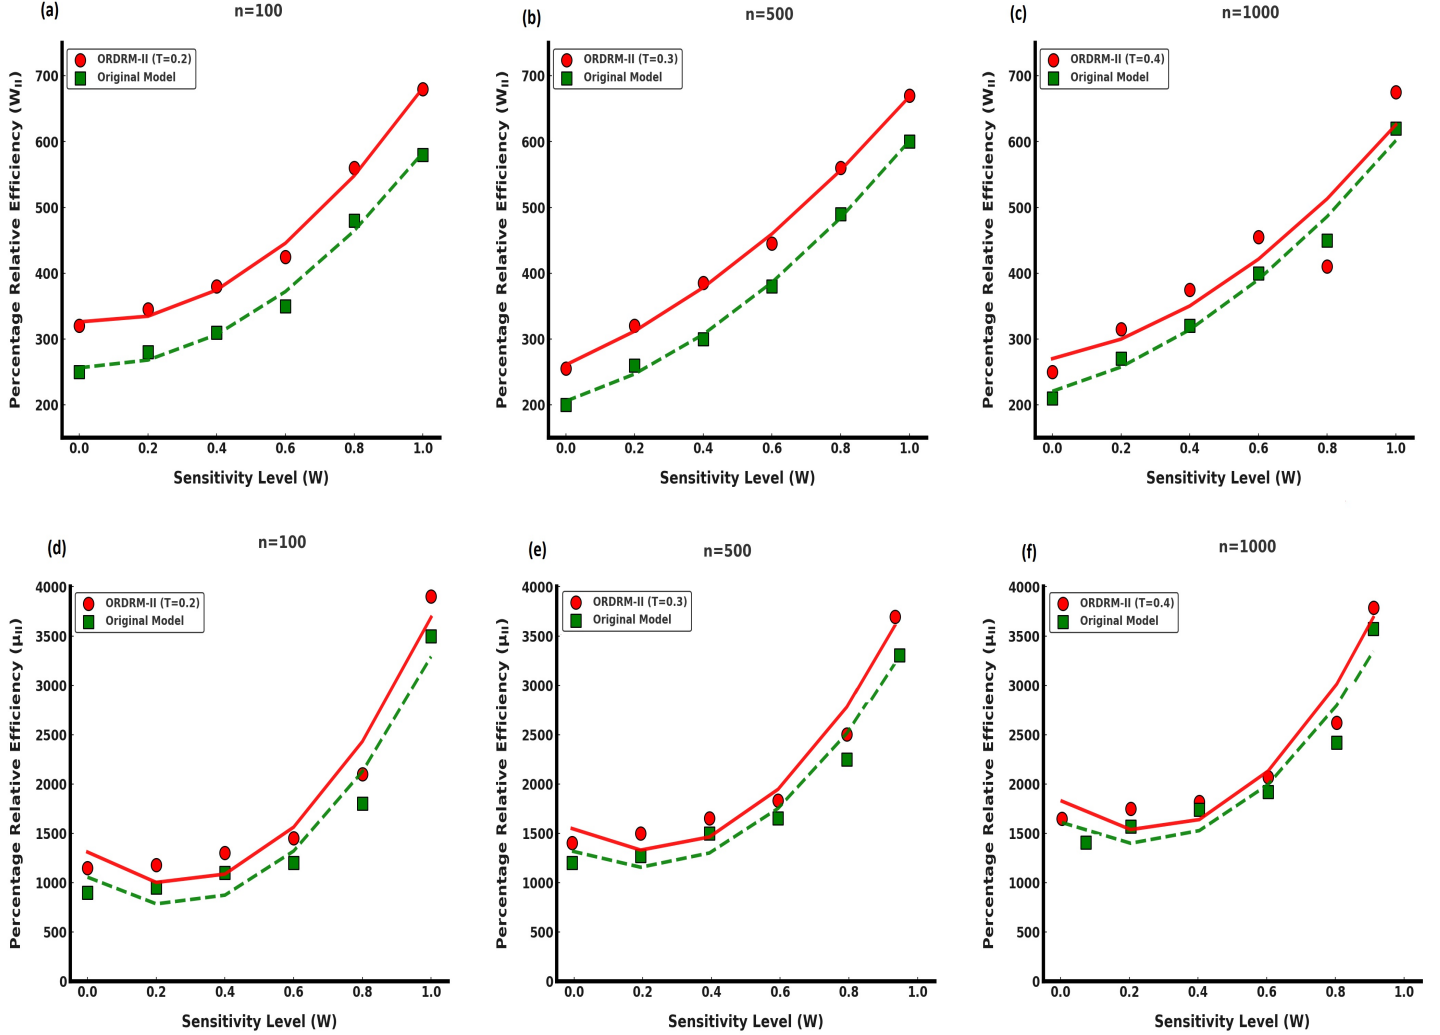 (a)
n=100
ORDRM-II (T=0.2)
Original Model
700
600
500
400
300
200
0.0 0.2 0.4 0.6 0.8 1.0
Sensitivity Level (W)
Percentage Relative Efficiency (W_II)
(b)
n=500
ORDRM-II (T=0.3)
Original Model
700
600
500
400
300
200
0.0 0.2 0.4 0.6 0.8 1.0
Sensitivity Level (W)
Percentage Relative Efficiency (W_II)
(c)
n=1000
ORDRM-II (T=0.4)
Original Model
700
600
500
400
300
200
0.0 0.2 0.4 0.6 0.8 1.0
Sensitivity Level (W)
Percentage Relative Efficiency (W_II)
(d)
n=100
ORDRM-II (T=0.2)
Original Model
4000
3500
3000
2500
2000
1500
1000
500
0
0.0 0.2 0.4 0.6 0.8 1.0
Sensitivity Level (W)
Percentage Relative Efficiency (μ_II)
(e)
n=500
ORDRM-II (T=0.3)
Original Model
4000
3500
3000
2500
2000
1500
1000
500
0
0.0 0.2 0.4 0.6 0.8 1.0
Sensitivity Level (W)
Percentage Relative Efficiency (μ_II)
(f)
n=1000
ORDRM-II (T=0.4)
Original Model
4000
3500
3000
2500
2000
1500
1000
500
0
0.0 0.2 0.4 0.6 0.8 1.0
Sensitivity Level (W)
Percentage Relative Efficiency (μ_II)